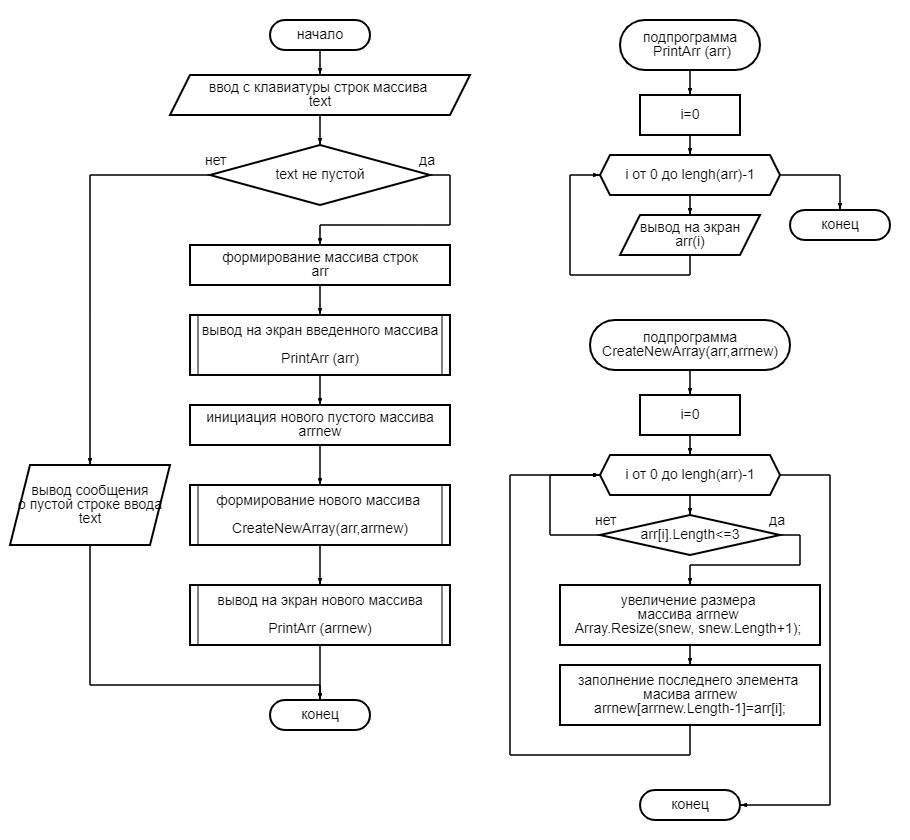 начало
ввод с клавиатуры строк массива
text
нет
да
text не пустой
формирование массива строк
arr
вывод на экран введенного массива
PrintArr (arr)
инициация нового пустого массива
arrnew
вывод сообщения
о пустой строке ввода
text
формирование нового массива
CreateNewArray(arr,arrnew)
вывод на экран нового массива
PrintArr (arrnew)
конец
подпрограмма
PrintArr (arr)
i=0
i от 0 до lengh(arr)-1
вывод на экран
arr(i)
конец
подпрограмма
CreateNewArray(arr,arrnew)
i=0
i от 0 до lengh(arr)-1
нет
да
arr[i].Length<=3
увеличение размера
массива arrnew
Array.Resize(snew, snew.Length+1);
заполнение последнего элемента
масива arrnew
arrnew[arrnew.Length-1]=arr[i];
конец